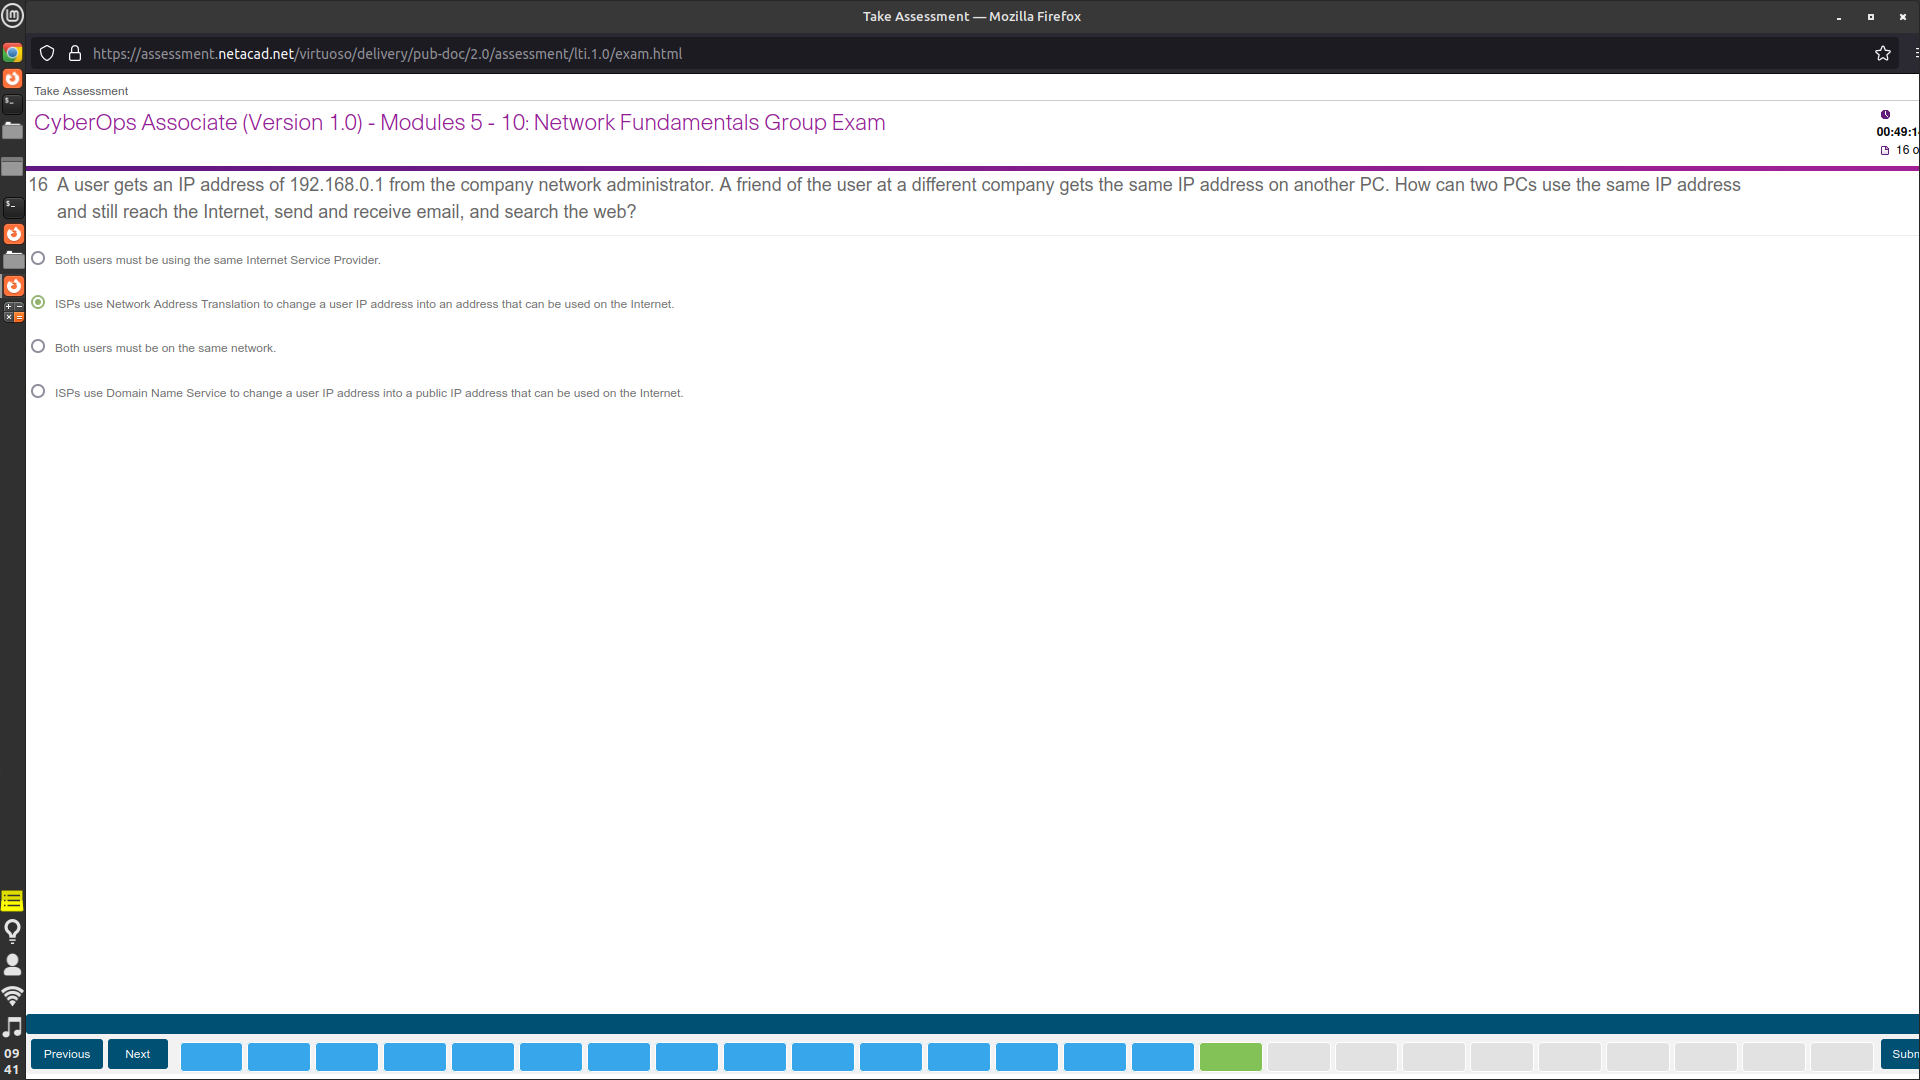 Take Assessment — Mozilla Firefox
https://assessment.netacad.net/virtuoso/delivery/pub-doc/2.0/assessment/lti.1.0/exam.html
Take Assessment
CyberOps Associate (Version 1.0) - Modules 5 - 10: Network Fundamentals Group Exam
00:49:1
16 o
16 A user gets an IP address of 192.168.0.1 from the company network administrator. A friend of the user at a different company gets the same IP address on another PC. How can two PCs use the same IP address
and still reach the Internet, send and receive email, and search the web?
Both users must be using the same Internet Service Provider.
ISPs use Network Address Translation to change a user IP address into an address that can be used on the Internet.
Both users must be on the same network.
ISPs use Domain Name Service to change a user IP address into a public IP address that can be used on the Internet.
09
41
Previous
Next
Subm